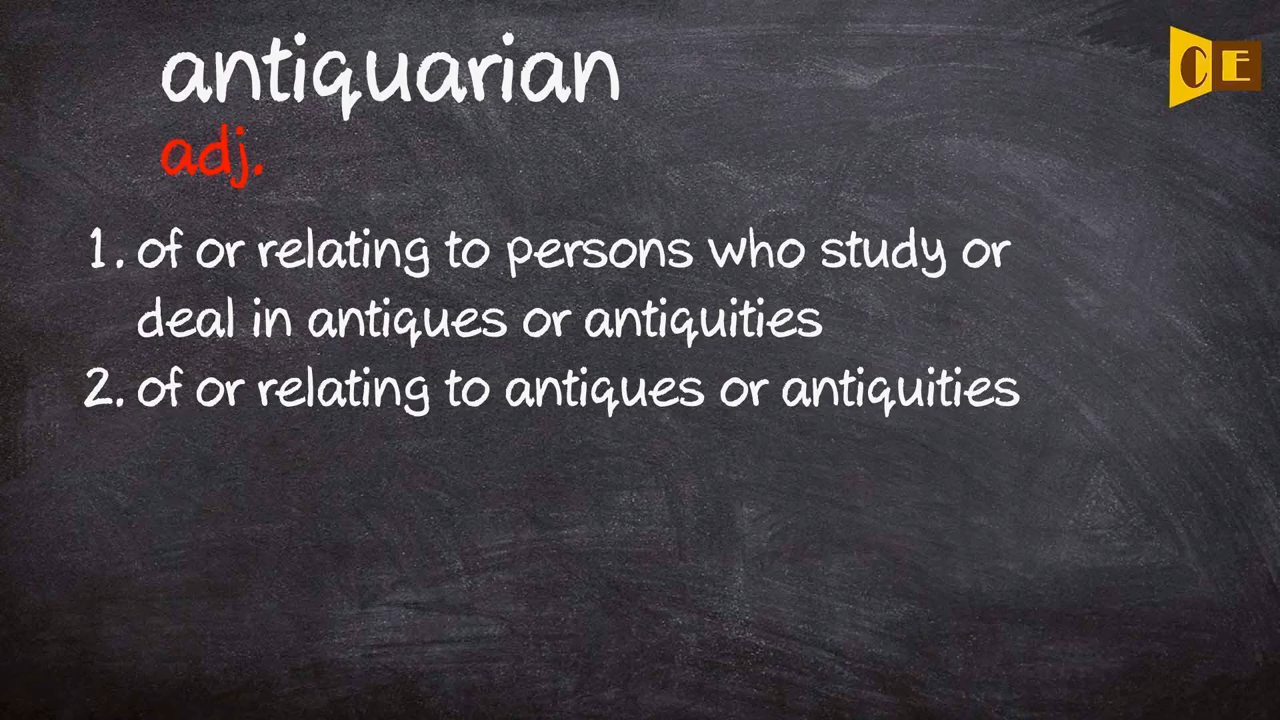 antiquarian
CE
adj.
1. of or relating to persons who study or
deal in antiques or antiquities
2. of or relating to antiques or antiquities